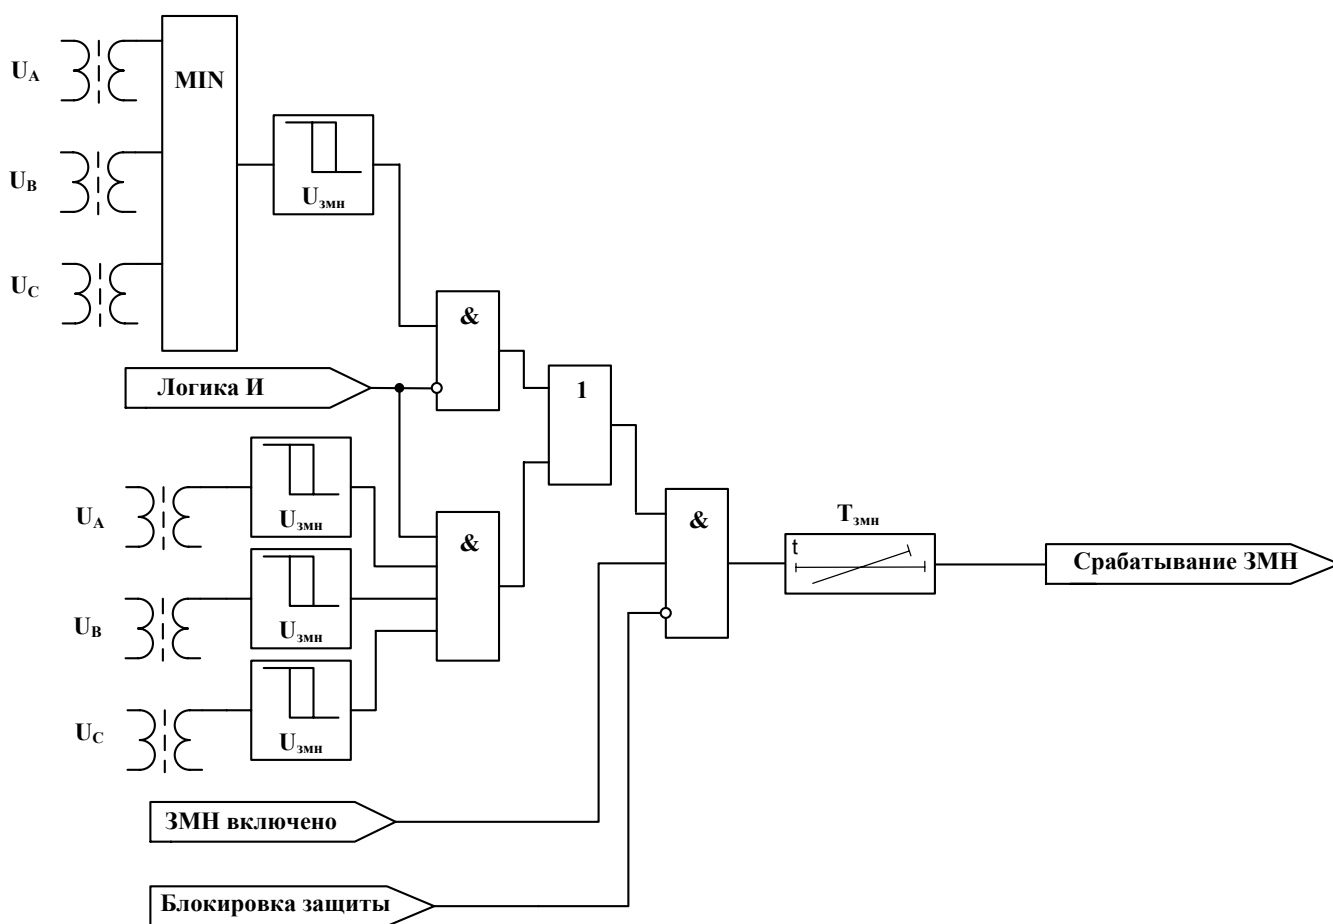 U_A
MIN
U_B
U_змн
U_C
&
Логика И
1
U_A
U_змн
&
&
T_змн
t
Срабатывание ЗМН
U_B
U_змн
U_C
U_змн
ЗМН включено
Блокировка защиты